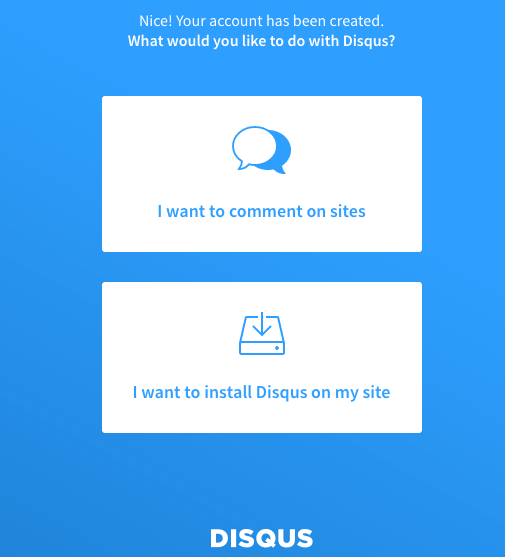 Nice! Your account has been created.
What would you like to do with Disqus?
I want to comment on sites
I want to install Disqus on my site
DISQUS